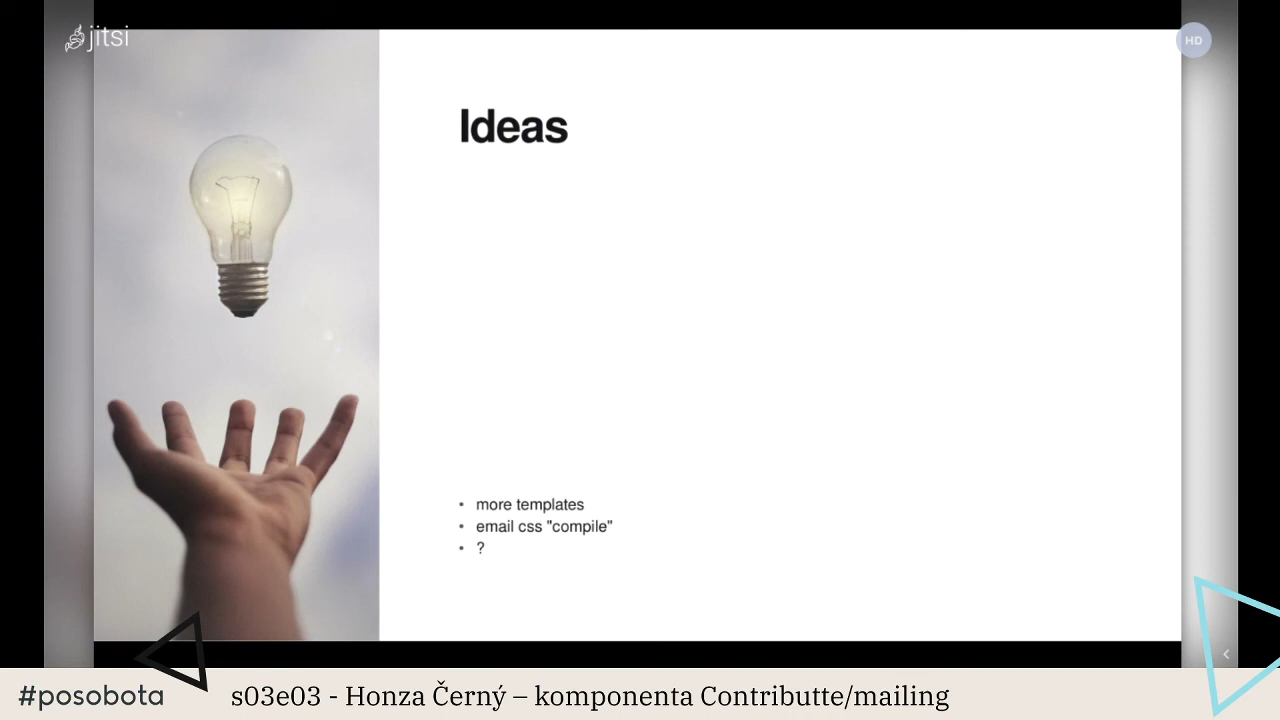 jitsi
HD
Ideas
• more templates
• email css "compile"
• ?
#posobota
s03e03 - Honza Černý – komponenta Contributte/mailing